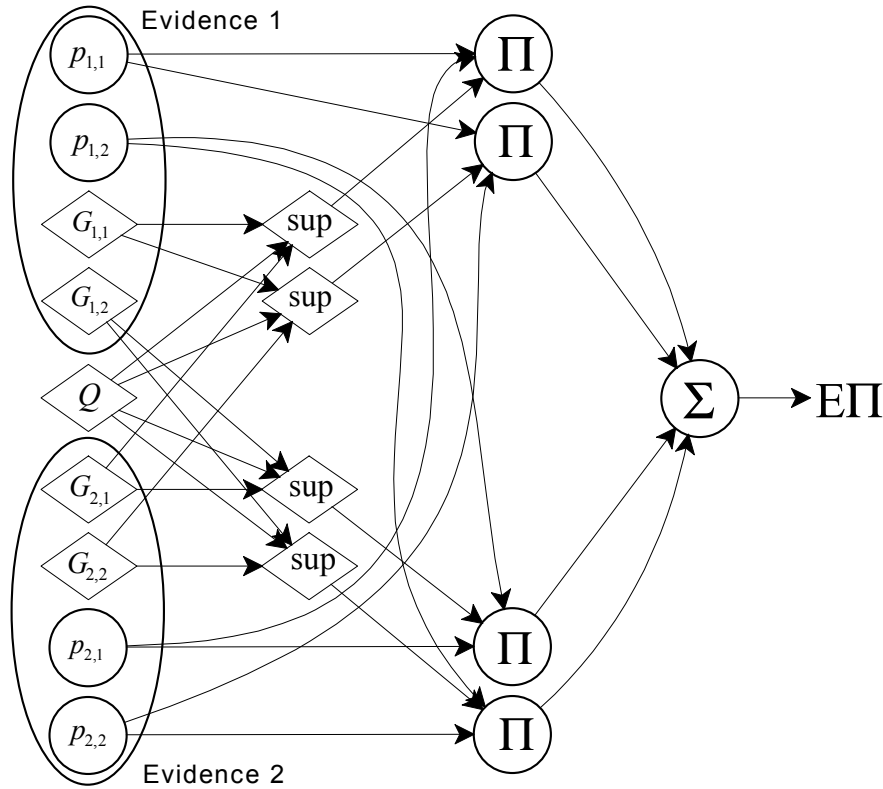 Evidence 1
p1,1
Π
p1,2
Π
G1,1
sup
G1,2
sup
Q
Σ
EΠ
G2,1
sup
G2,2
sup
p2,1
Π
p2,2
Π
Evidence 2